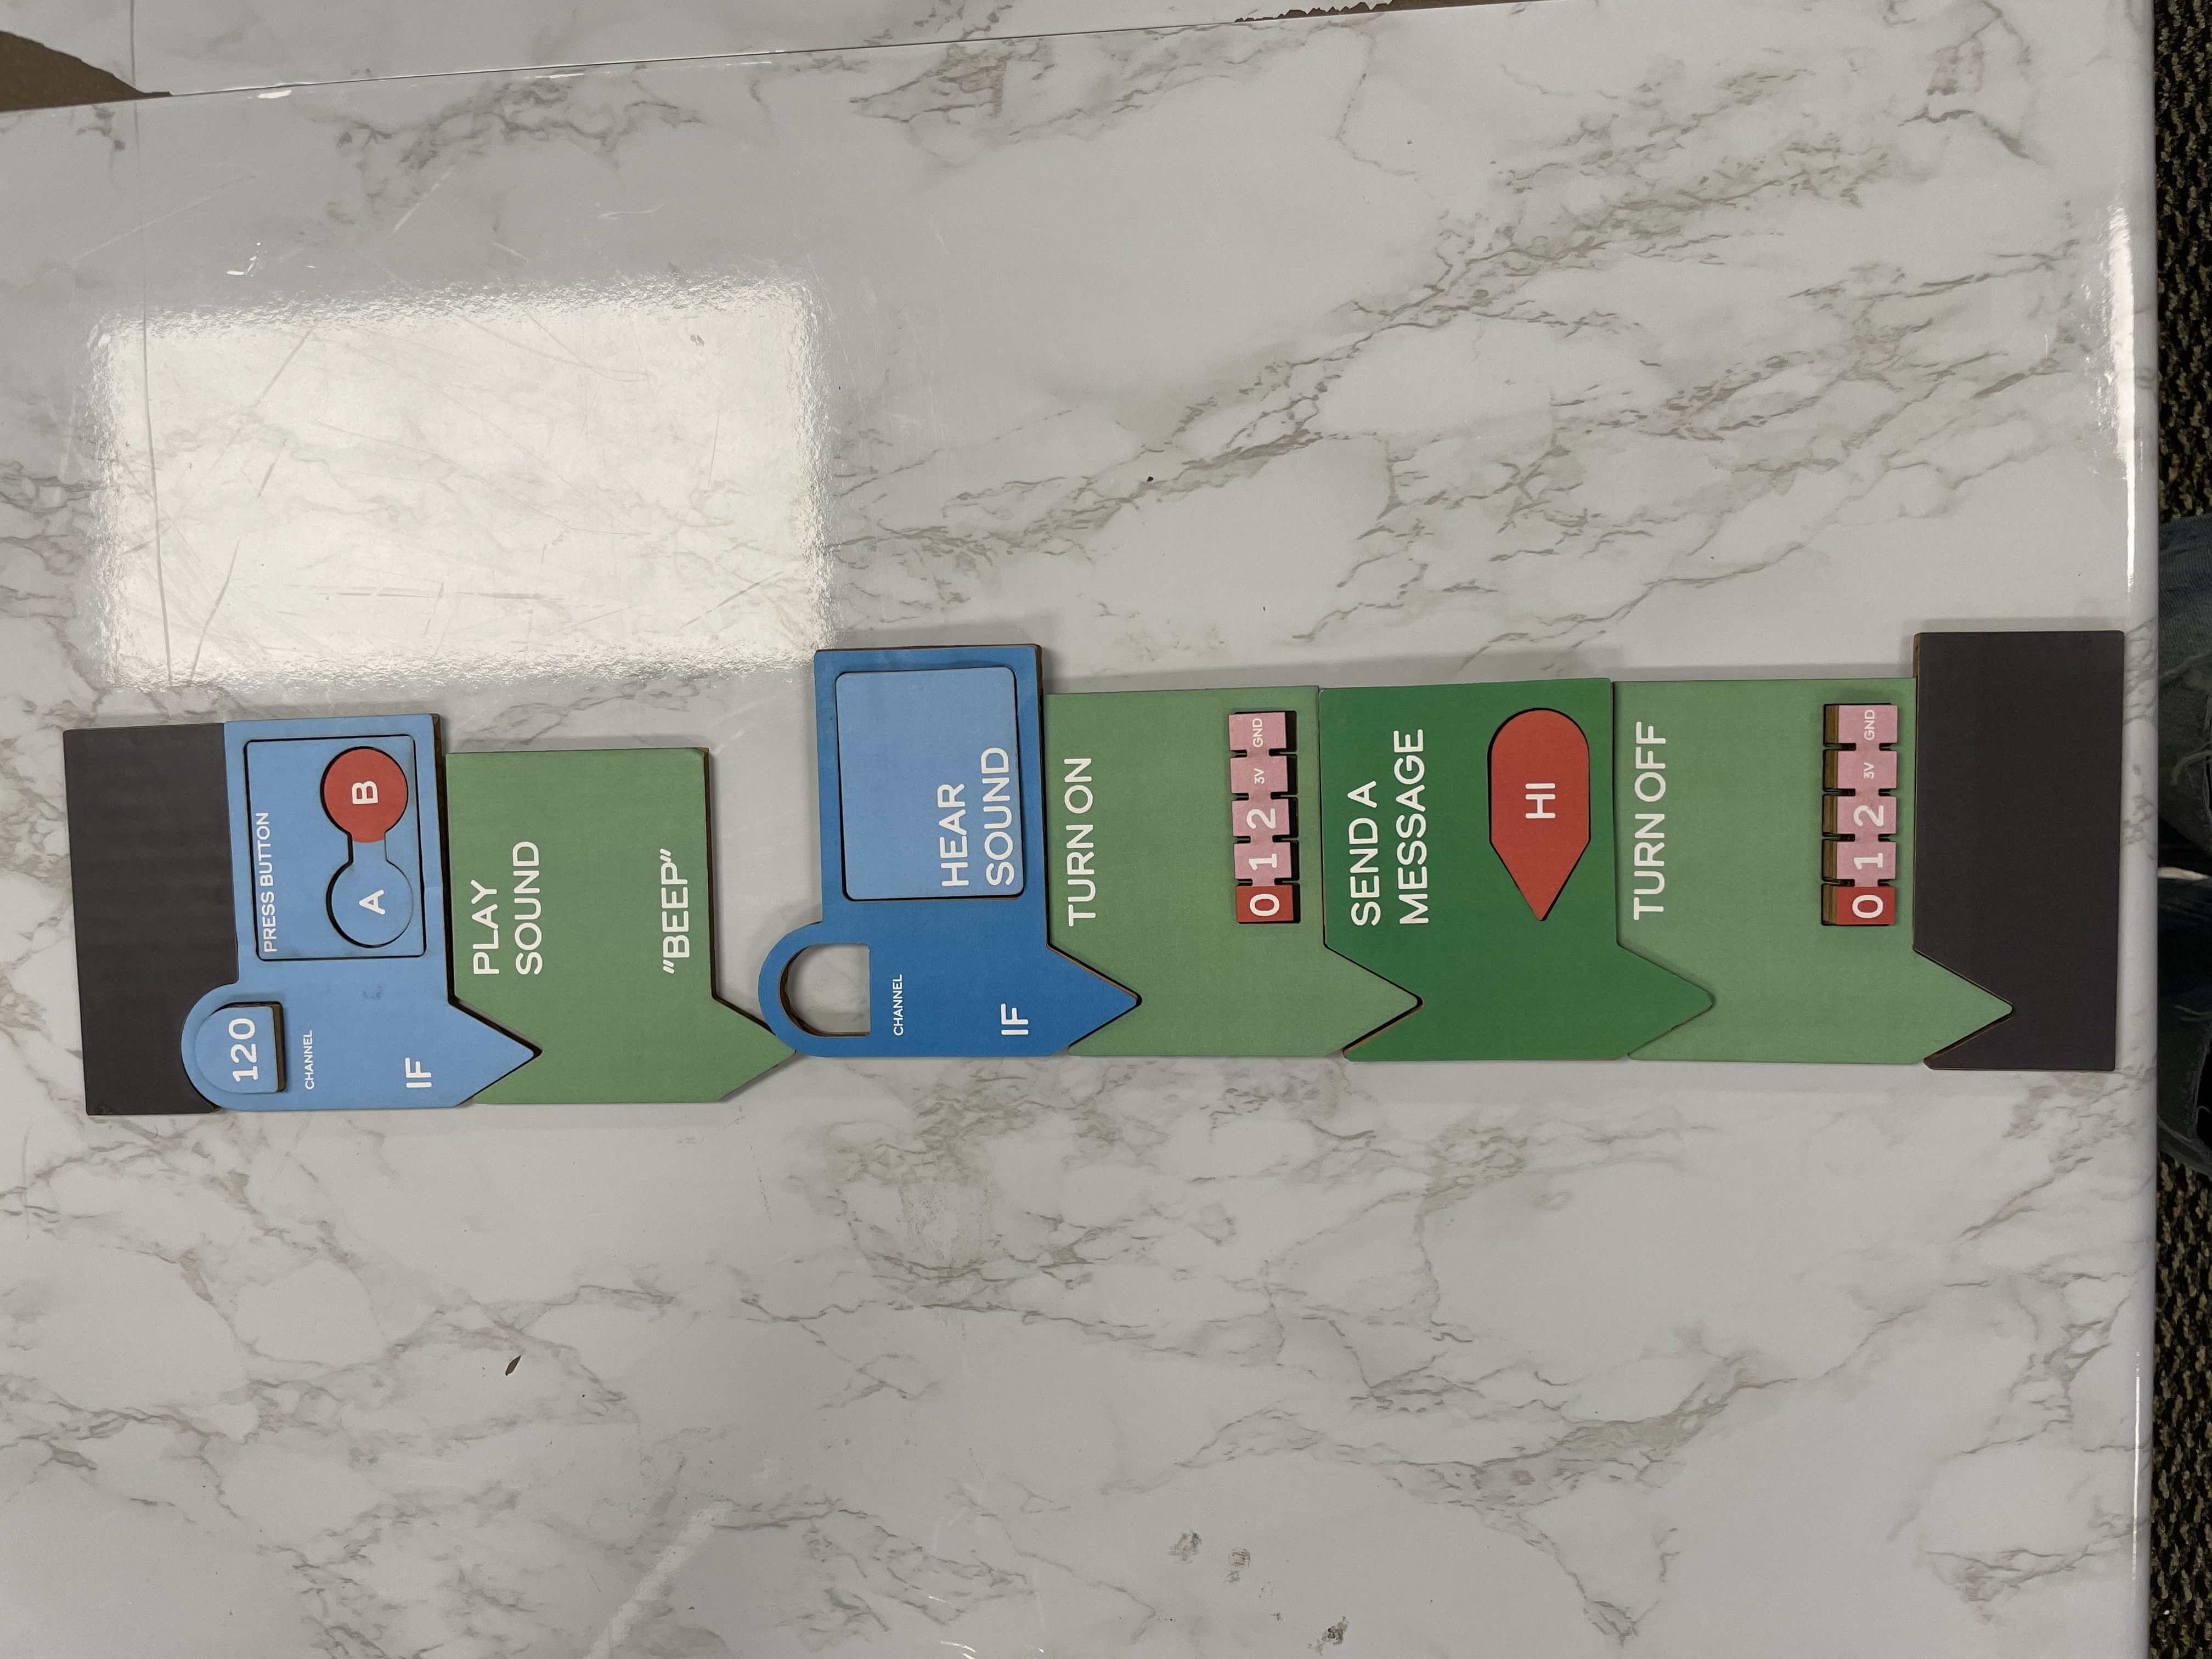 120
CHANNEL
PRESS BUTTON
A B
IF
PLAY
SOUND
"BEEP"
CHANNEL
HEAR
SOUND
IF
TURN ON
0 1 2 3V GND
SEND A
MESSAGE
HI
TURN OFF
0 1 2 3V GND